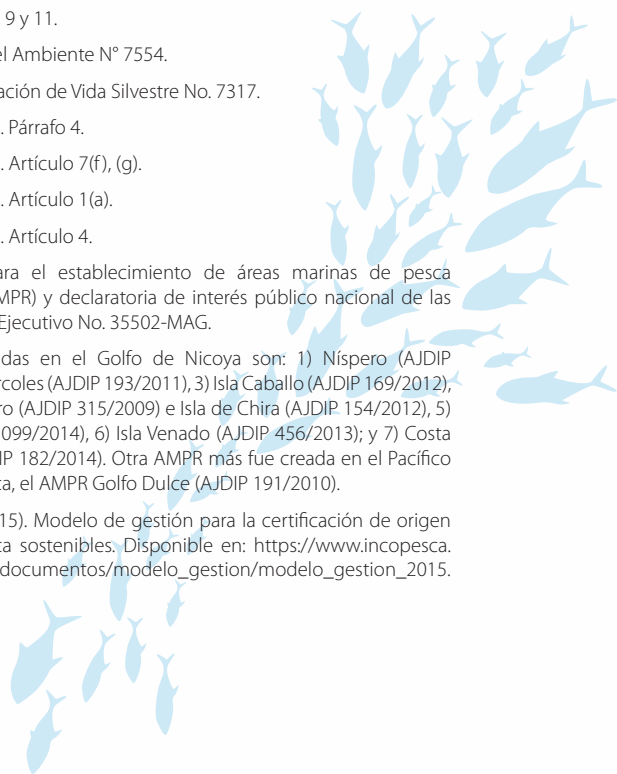 9 y 11.
el Ambiente N° 7554.
ación de Vida Silvestre No. 7317.
. Párrafo 4.
. Artículo 7(f), (g).
. Artículo 1(a).
. Artículo 4.
ara el establecimiento de áreas marinas de pesca
MPR) y declaratoria de interés público nacional de las
Ejecutivo No. 35502-MAG.
das en el Golfo de Nicoya son: 1) Níspero (AJDIP
rcoles (AJDIP 193/2011), 3) Isla Caballo (AJDIP 169/2012),
ro (AJDIP 315/2009) e Isla de Chira (AJDIP 154/2012), 5)
099/2014), 6) Isla Venado (AJDIP 456/2013); y 7) Costa
IP 182/2014). Otra AMPR más fue creada en el Pacífico
ca, el AMPR Golfo Dulce (AJDIP 191/2010).
15). Modelo de gestión para la certificación de origen
ca sostenibles. Disponible en: https://www.incopesca.
documentos/modelo_gestion/modelo_gestion_2015.